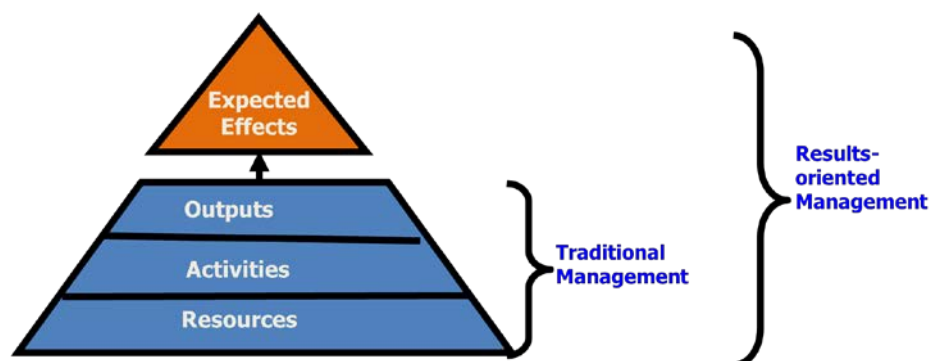 Expected
Effects
Outputs
Activities
Resources
Traditional
Management
Results-
oriented
Management